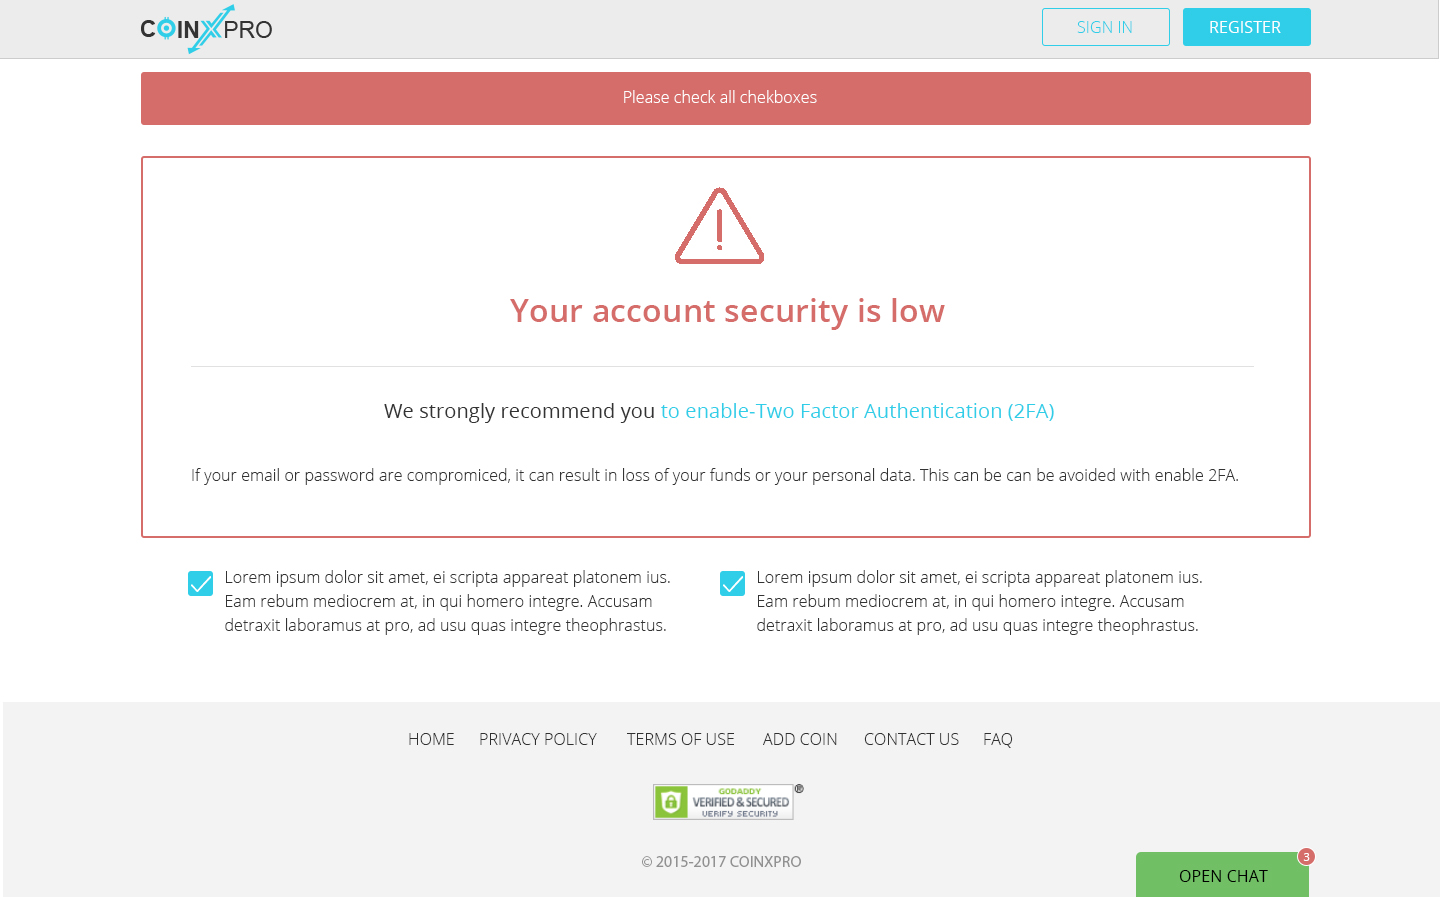 COINXPRO
SIGN IN
REGISTER
Please check all chekboxes
Your account security is low
We strongly recommend you to enable-Two Factor Authentication (2FA)
If your email or password are compromiced, it can result in loss of your funds or your personal data. This can be can be avoided with enable 2FA.
Lorem ipsum dolor sit amet, ei scripta appareat platonem ius.
Eam rebum mediocrem at, in qui homero integre. Accusam
detraxit laboramus at pro, ad usu quas integre theophrastus.
Lorem ipsum dolor sit amet, ei scripta appareat platonem ius.
Eam rebum mediocrem at, in qui homero integre. Accusam
detraxit laboramus at pro, ad usu quas integre theophrastus.
HOME PRIVACY POLICY TERMS OF USE ADD COIN CONTACT US FAQ
GODADDY
VERIFIED & SECURED
VERIFY SECURITY
®
© 2015-2017 COINXPRO
OPEN CHAT
3